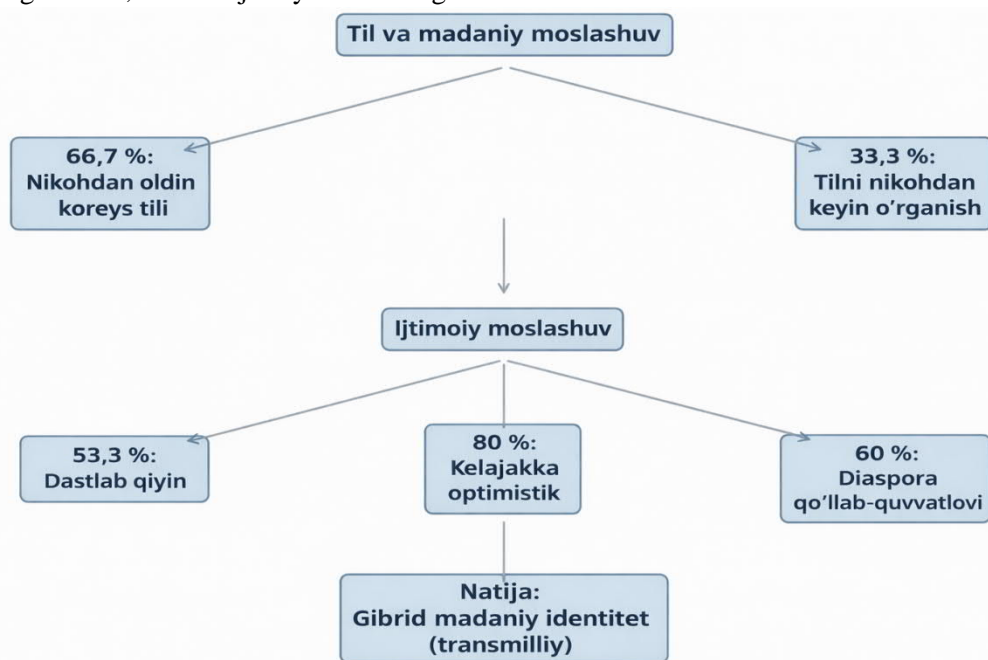 Til va madaniy moslashuv
66,7 %:
Nikohdan oldin
koreys tili
33,3 %:
Tilni nikohdan
keyin o'rganish
Ijtimoiy moslashuv
53,3 %:
Dastlab qiyin
80 %:
Kelajakka
optimistik
60 %:
Diaspora
qo'llab-quvvatlovi
Natija:
Gibrid madaniy identitet
(transmilliy)